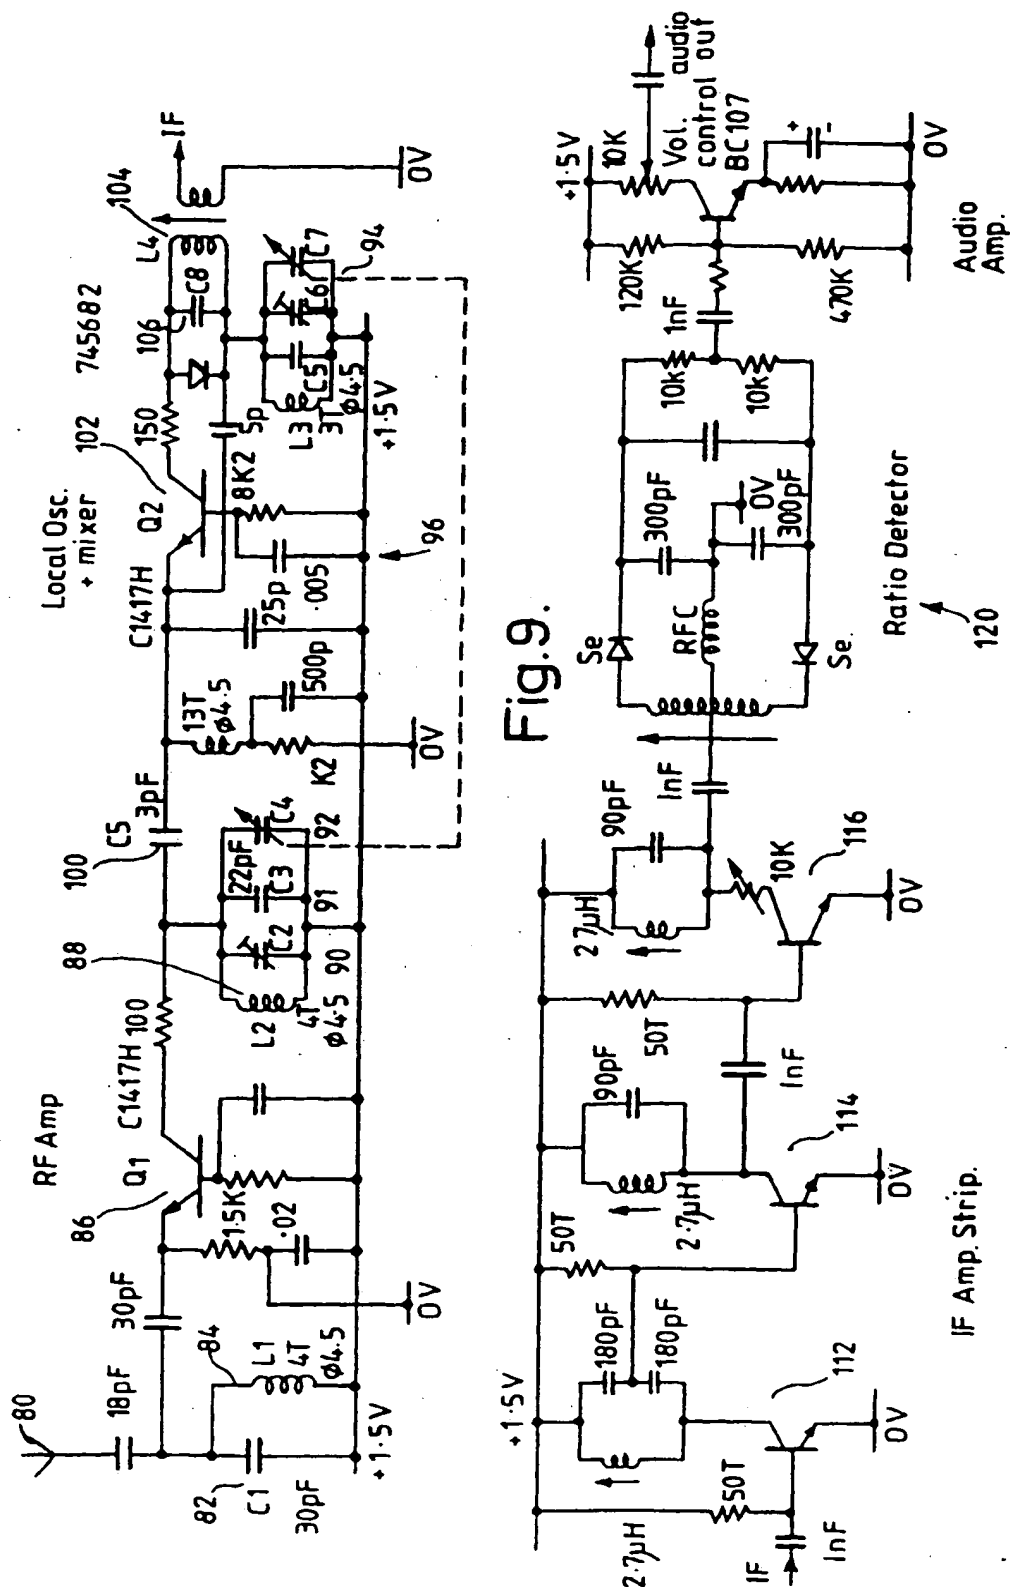 RF Amp
Local Osc.
+ mixer
80
18pF
82
C1
30pF
84
L1
4T
φ4.5
+1.5V
30pF
86
Q1
C1417H
1.5K
.02
0V
100
88
L2
4T
φ4.5
90
C2
22pF
C3
91
C4
92
100
C5
3pF
13T
φ4.5
K2
500p
0V
C1417H
25p
.005
Q2
102
8K2
96
150
5p
745682
106
C8
L4
104
IF
0V
L3
3T
φ4.5
C5
C6
C7
94
+1.5V
Fig.9.
IF
1nF
2.7μH
50T
+1.5V
180pF
180pF
112
0V
50T
2.7μH
90pF
114
0V
1nF
50T
27μH
90pF
10K
116
0V
1nF
IF Amp. Strip.
Se
Se
RFC
300pF
0V
300pF
10k
10k
Ratio Detector
120
1nF
120K
470K
+1.5V
10K
Vol.
control
audio
out
BC107
+
-
0V
Audio
Amp.